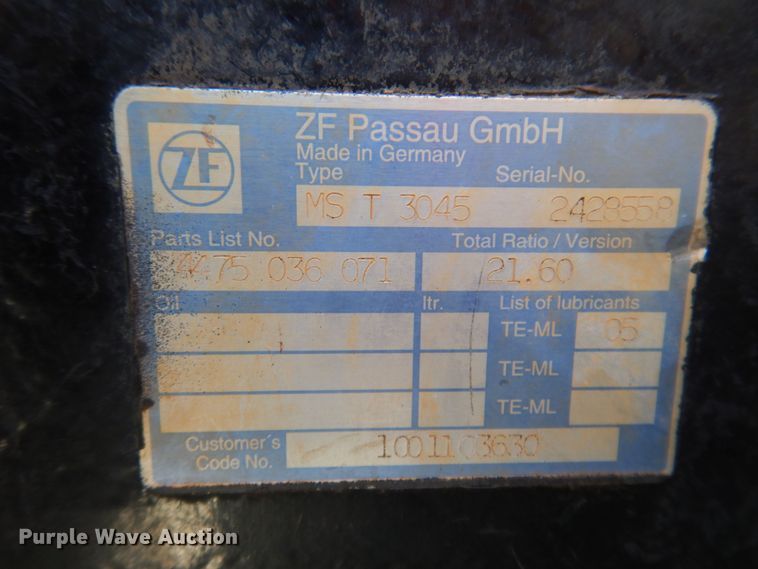 ZF
ZF Passau GmbH
Made in Germany
Type Serial-No.
MS T 3045 2428558
Parts List No. Total Ratio / Version
4475 036 071 21.60
Oil ltr. List of lubricants
TE-ML 05
TE-ML
TE-ML
Customer's
Code No. 1001103630
Purple Wave Auction